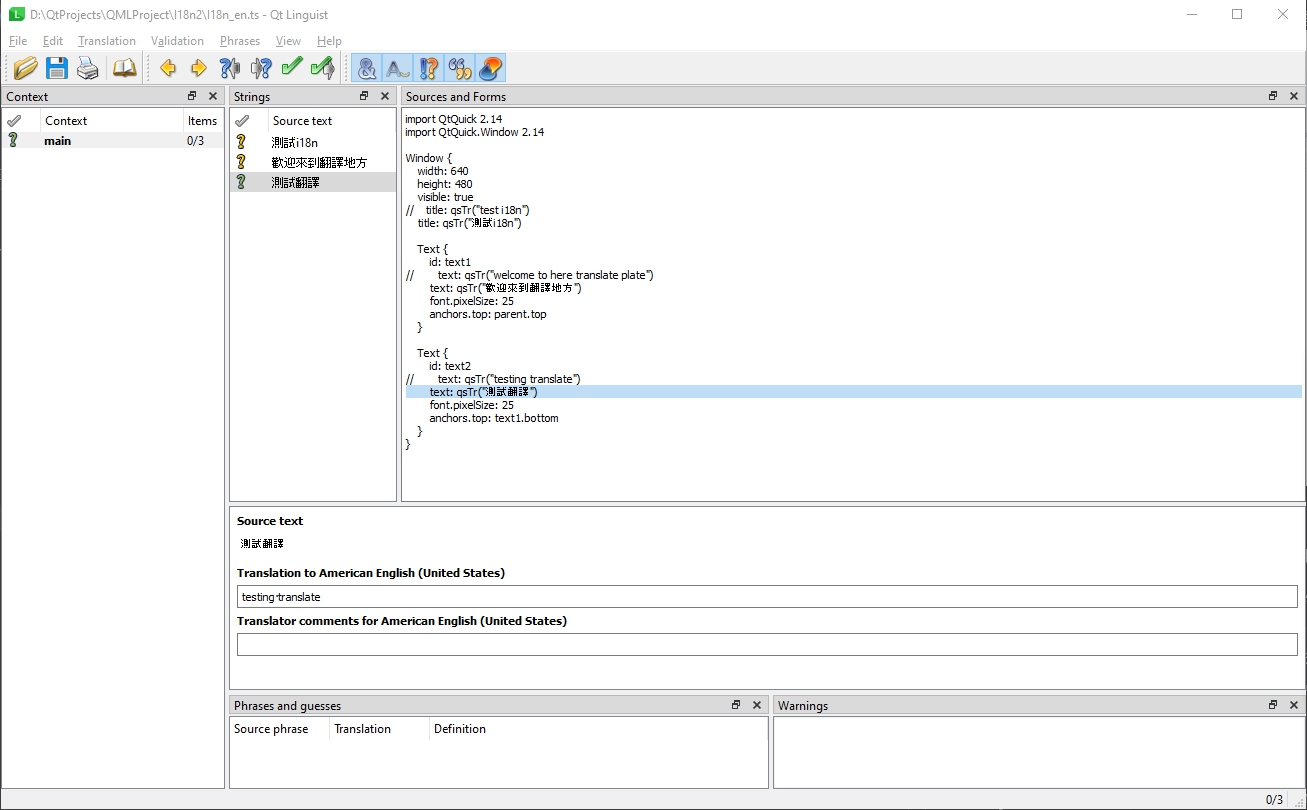 D:\QtProjects\QMLProject\I18n2\I18n_en.ts - Qt Linguist
File Edit Translation Validation Phrases View Help
Context
Context Items
main 0/3
Strings
Source text
測試i18n
歡迎來到翻譯地方
測試翻譯
Sources and Forms
import QtQuick 2.14
import QtQuick.Window 2.14
Window {
width: 640
height: 480
visible: true
// title: qsTr("test i18n")
title: qsTr("測試i18n")
Text {
id: text1
// text: qsTr("welcome to here translate plate")
text: qsTr("歡迎來到翻譯地方")
font.pixelSize: 25
anchors.top: parent.top
}
Text {
id: text2
// text: qsTr("testing translate")
text: qsTr("測試翻譯")
font.pixelSize: 25
anchors.top: text1.bottom
}
}
Source text
測試翻譯
Translation to American English (United States)
testing·translate
Translator comments for American English (United States)
Phrases and guesses
Source phrase Translation Definition
Warnings
0/3